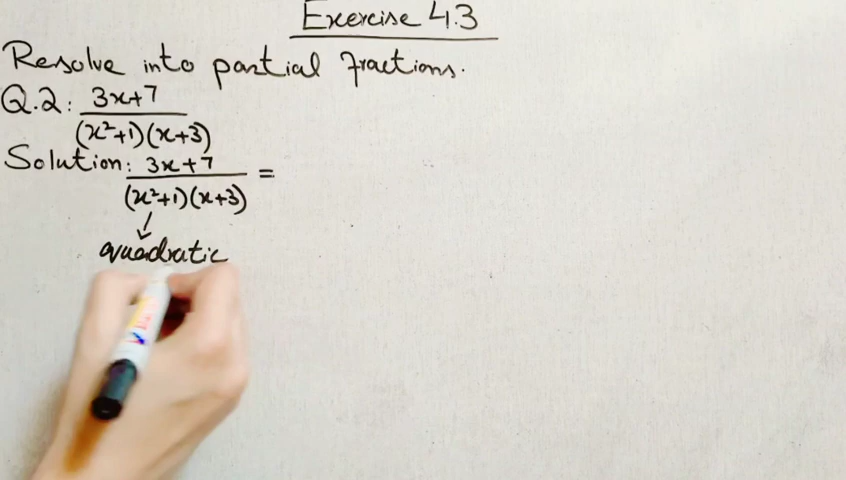 Exercise 4.3
Resolve into partial fractions.
Q.2: 3x+7
(x²+1)(x+3)
Solution: 3x+7 =
(x²+1)(x+3)
quadratic